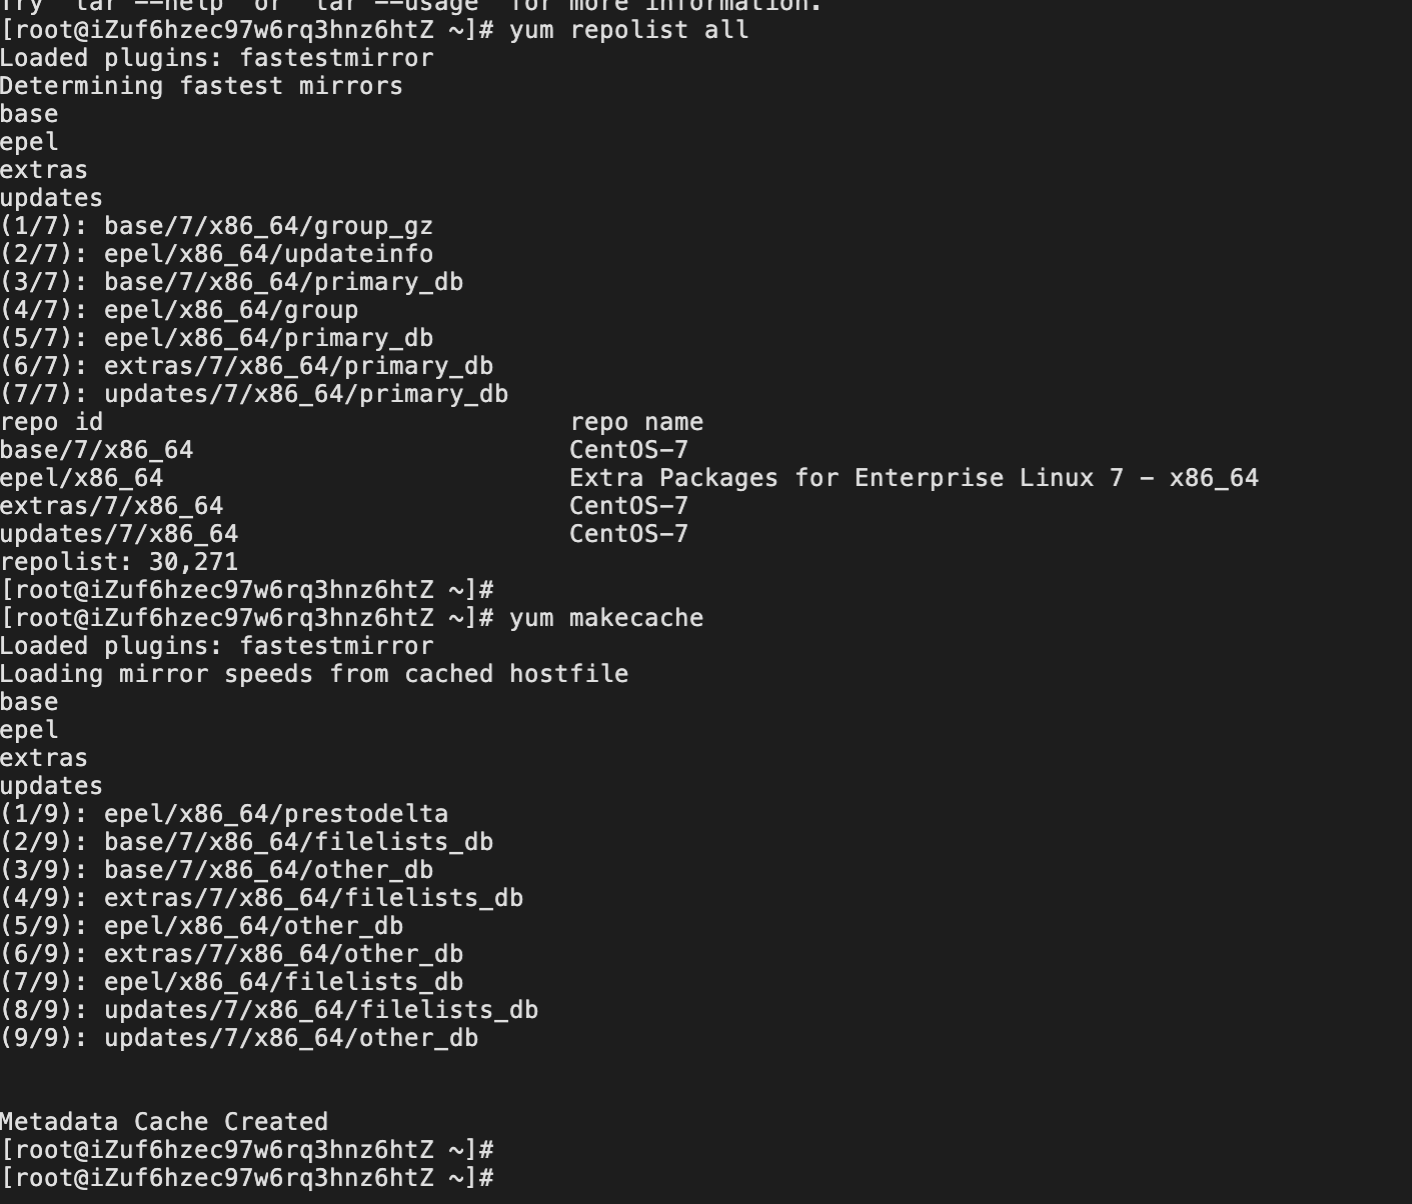 Try `tar --help' or `tar --usage' for more information.
[root@iZuf6hzec97w6rq3hnz6htZ ~]# yum repolist all
Loaded plugins: fastestmirror
Determining fastest mirrors
base
epel
extras
updates
(1/7): base/7/x86_64/group_gz
(2/7): epel/x86_64/updateinfo
(3/7): base/7/x86_64/primary_db
(4/7): epel/x86_64/group
(5/7): epel/x86_64/primary_db
(6/7): extras/7/x86_64/primary_db
(7/7): updates/7/x86_64/primary_db
repo id repo name
base/7/x86_64 CentOS-7
epel/x86_64 Extra Packages for Enterprise Linux 7 - x86_64
extras/7/x86_64 CentOS-7
updates/7/x86_64 CentOS-7
repolist: 30,271
[root@iZuf6hzec97w6rq3hnz6htZ ~]#
[root@iZuf6hzec97w6rq3hnz6htZ ~]# yum makecache
Loaded plugins: fastestmirror
Loading mirror speeds from cached hostfile
base
epel
extras
updates
(1/9): epel/x86_64/prestodelta
(2/9): base/7/x86_64/filelists_db
(3/9): base/7/x86_64/other_db
(4/9): extras/7/x86_64/filelists_db
(5/9): epel/x86_64/other_db
(6/9): extras/7/x86_64/other_db
(7/9): epel/x86_64/filelists_db
(8/9): updates/7/x86_64/filelists_db
(9/9): updates/7/x86_64/other_db
Metadata Cache Created
[root@iZuf6hzec97w6rq3hnz6htZ ~]#
[root@iZuf6hzec97w6rq3hnz6htZ ~]#